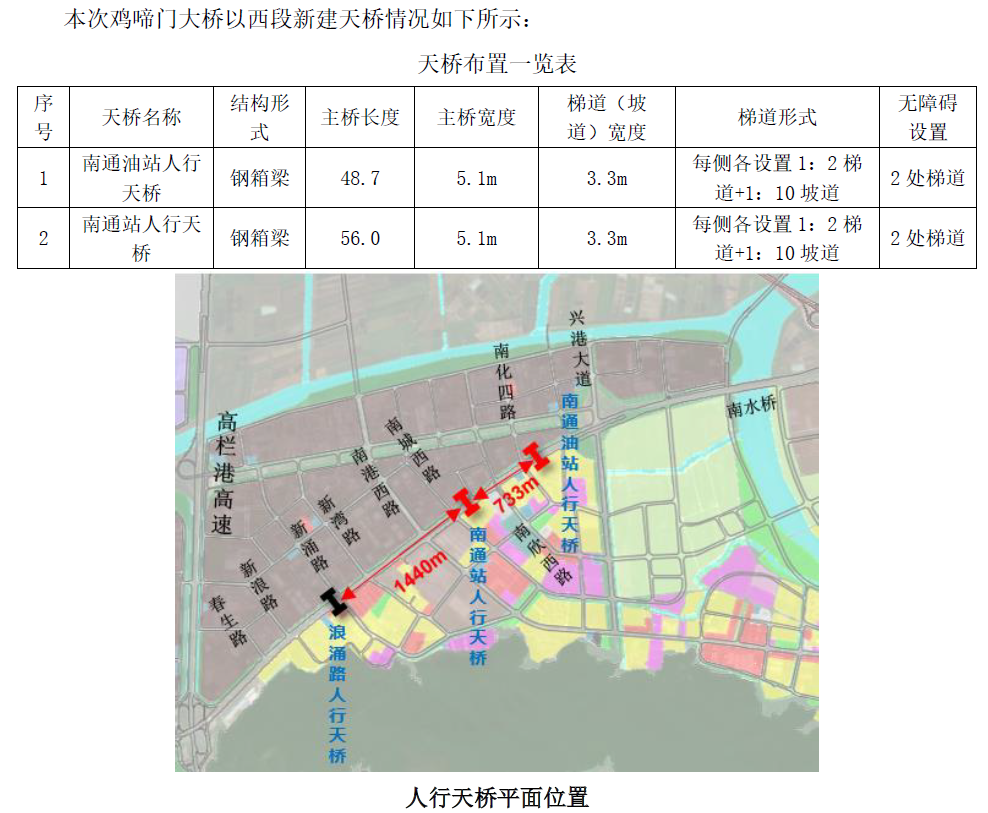 本次鸡啼门大桥以西段新建天桥情况如下所示：
天桥布置一览表
序号 天桥名称 结构形式 主桥长度 主桥宽度 梯道（坡道）宽度 梯道形式 无障碍设置
1 南通油站人行天桥 钢箱梁 48.7 5.1m 3.3m 每侧各设置 1：2 梯道+1：10 坡道 2 处梯道
2 南通站人行天桥 钢箱梁 56.0 5.1m 3.3m 每侧各设置 1：2 梯道+1：10 坡道 2 处梯道
兴港大道
南化四路
南水桥
南通油站人行天桥
高栏港高速
南城西路
南港西路
新湾路
新涌路
新浪路
春生路
733m
1440m
南欣西路
南通站人行天桥
浪涌路人行天桥
人行天桥平面位置